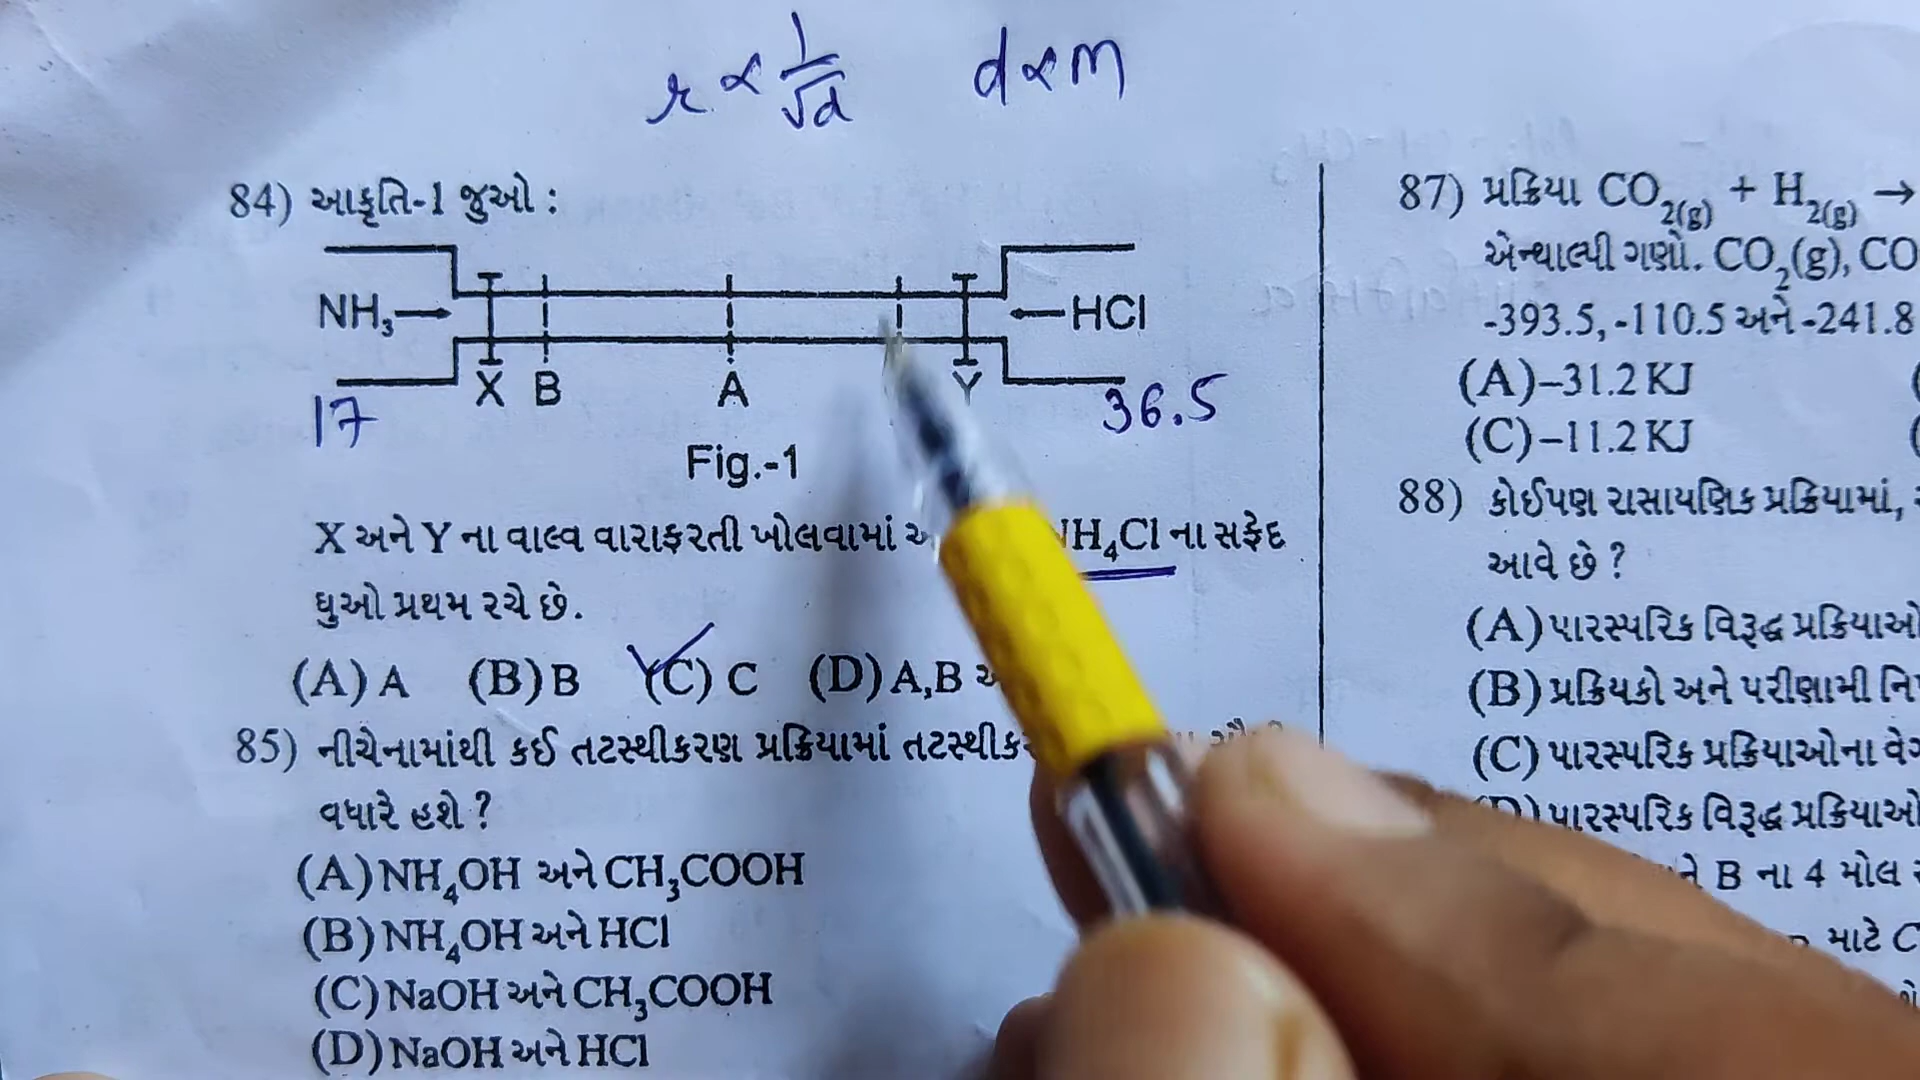 r ∝ 1/√d d ∝ m
84) આકૃતિ-1 જુઓ :
NH₃→ ←HCl
X B A Y
17 36.5
Fig.-1
X અને Y ના વાલ્વ વારાફરતી ખોલવામાં H₄Cl ના સફેદ
ધુઓ પ્રથમ રચે છે.
(A) A (B) B (C) C (D) A,B
85) નીચેનામાંથી કઈ તટસ્થીકરણ પ્રક્રિયામાં
વધારે હશે ?
(A) NH₄OH અને CH₃COOH
(B) NH₄OH અને HCl
(C) NaOH અને CH₃COOH
(D) NaOH અને HCl
87) પ્રક્રિયા CO₂(g) + H₂(g) →
એન્થાલ્પી ગણો. CO₂(g), CO
-393.5, -110.5 અને -241.8
(A) –31.2 KJ
(C) –11.2 KJ
88) કોઈપણ રાસાયણિક પ્રક્રિયામાં,
આવે છે ?
(A) પારસ્પરિક વિરૂદ્ધ પ્રક્રિયાઓ
(B) પ્રક્રિયકો અને પરીણામી
(C) પારસ્પરિક પ્રક્રિયાઓના
પારસ્પરિક વિરૂદ્ધ પ્રક્રિયાઓ
B ના 4 મોલ
માટે C